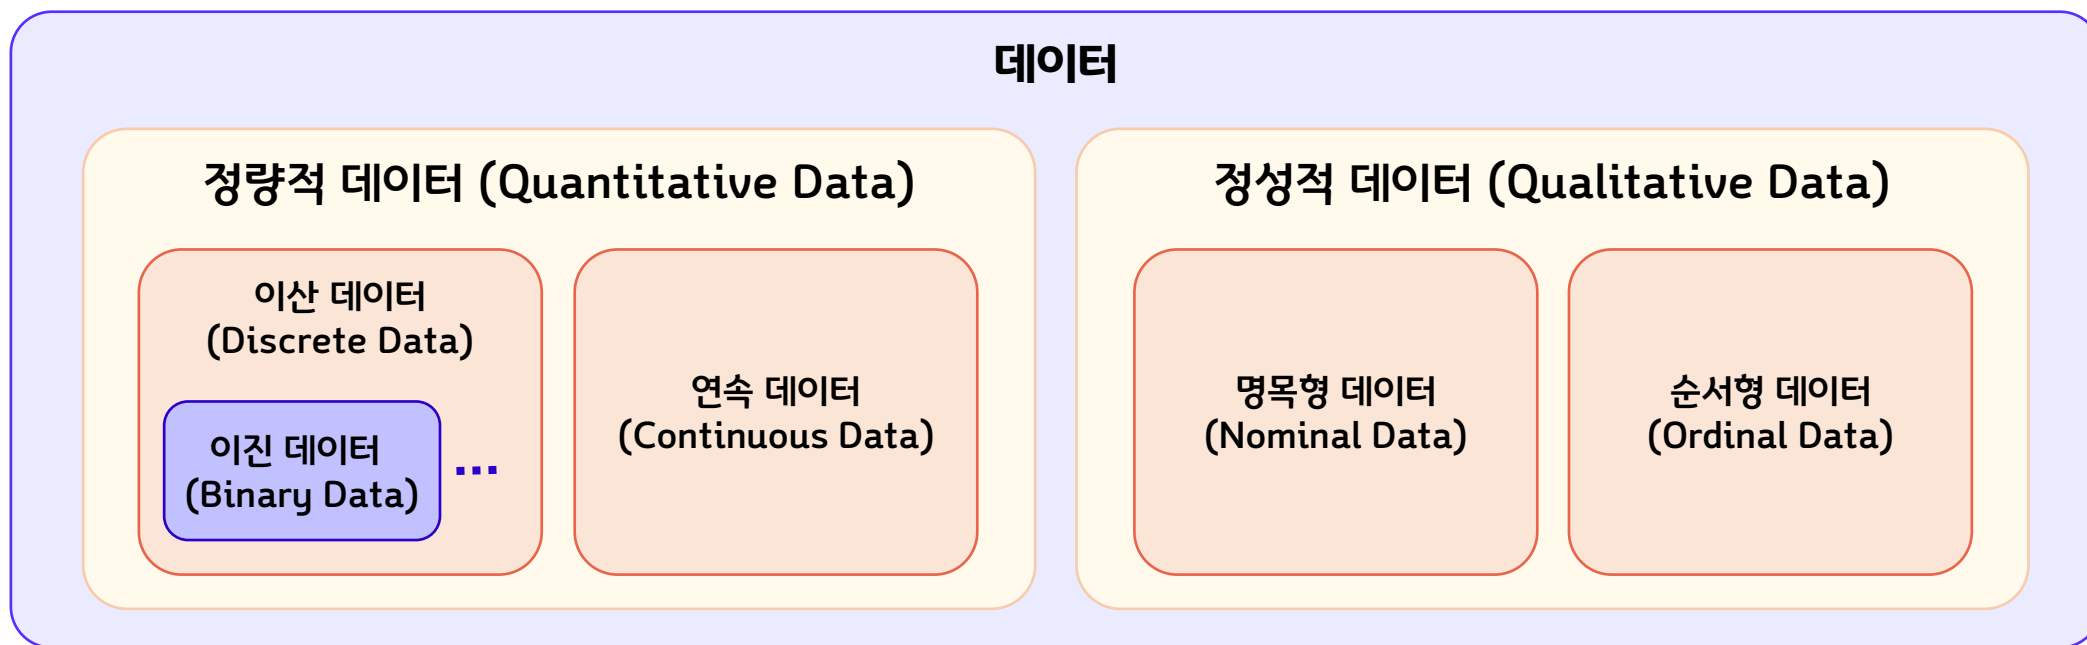 데이터
정량적 데이터 (Quantitative Data)
이산 데이터
(Discrete Data)
이진 데이터
(Binary Data)
...
연속 데이터
(Continuous Data)
정성적 데이터 (Qualitative Data)
명목형 데이터
(Nominal Data)
순서형 데이터
(Ordinal Data)